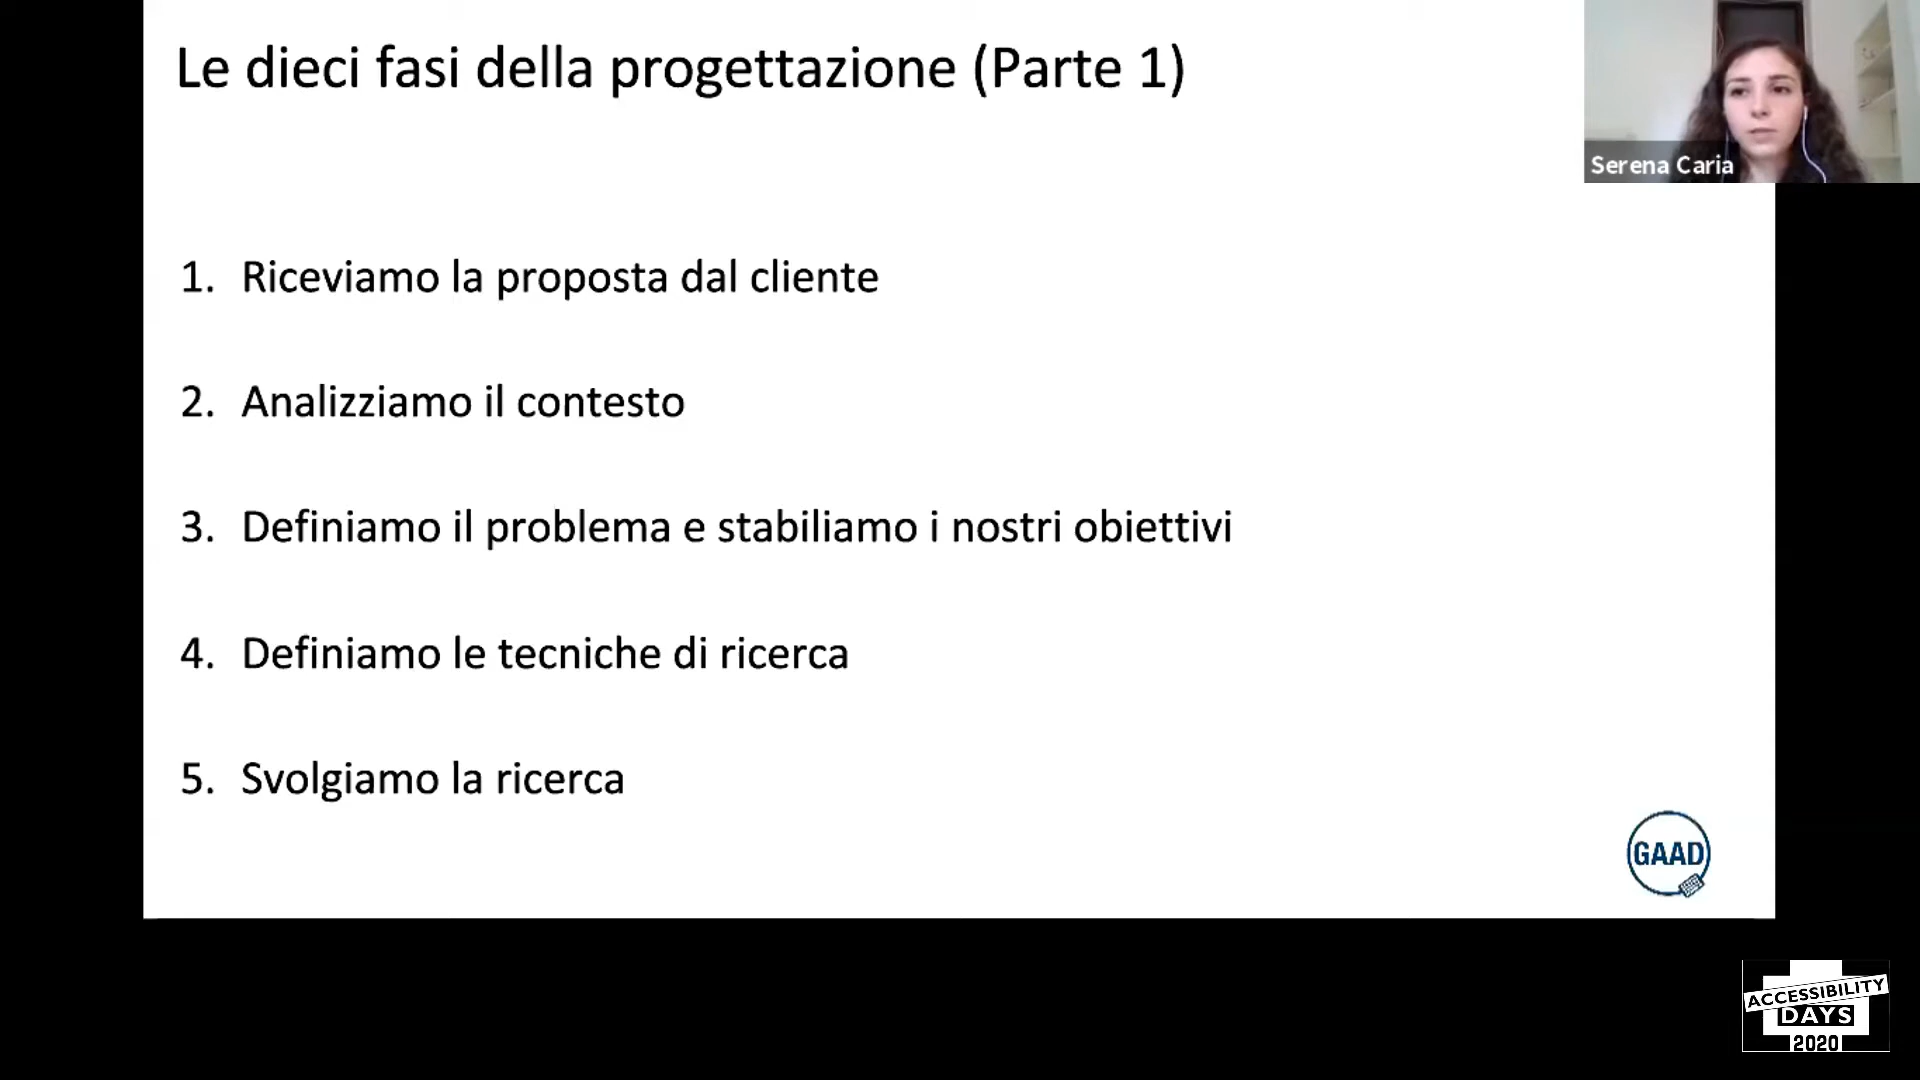 Le dieci fasi della progettazione (Parte 1)
Serena Caria
1. Riceviamo la proposta dal cliente
2. Analizziamo il contesto
3. Definiamo il problema e stabiliamo i nostri obiettivi
4. Definiamo le tecniche di ricerca
5. Svolgiamo la ricerca
GAAD
ACCESSIBILITY
DAYS
2020